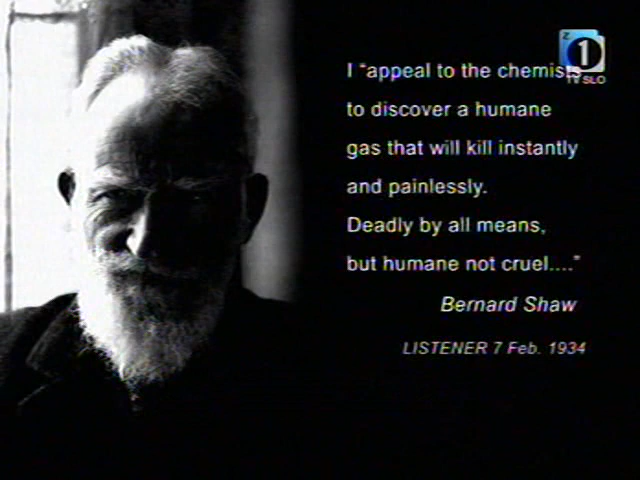 I "appeal to the chemists
to discover a humane
gas that will kill instantly
and painlessly.
Deadly by all means,
but humane not cruel...."
Bernard Shaw
LISTENER 7 Feb. 1934
Z
1
TV SLO